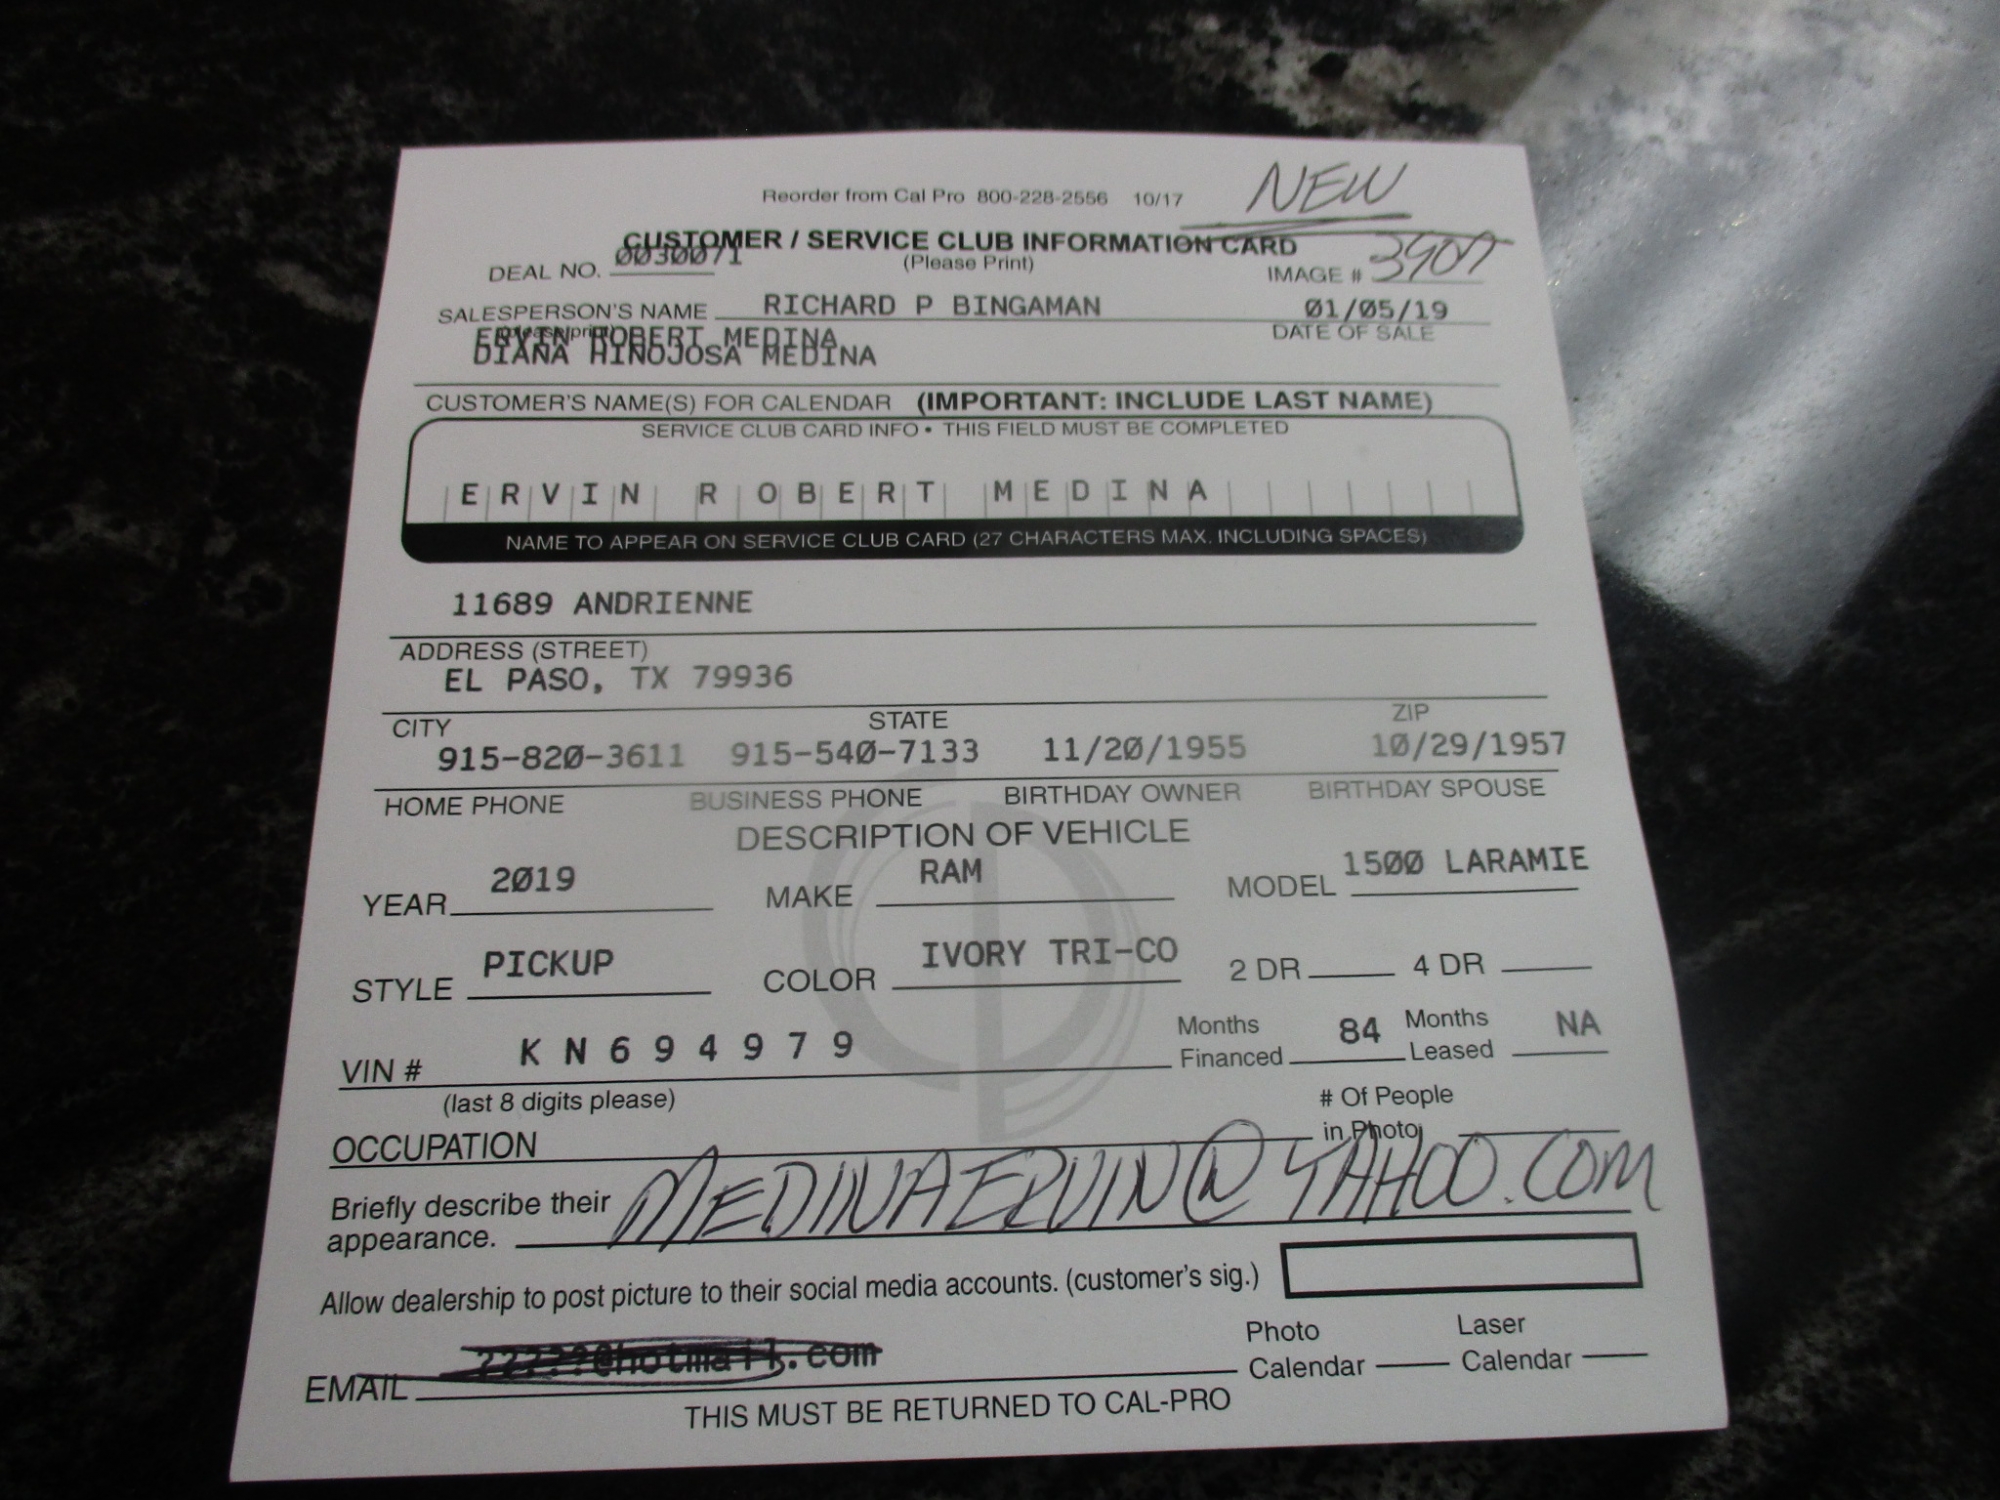 Reorder from Cal Pro 800-228-2556 10/17 NEW
CUSTOMER / SERVICE CLUB INFORMATION CARD
(Please Print)
DEAL NO. 0030071 IMAGE # 3907
SALESPERSON'S NAME RICHARD P BINGAMAN 01/05/19
(please print) DATE OF SALE
ERVIN ROBERT MEDINA
DIANA HINOJOSA MEDINA
CUSTOMER'S NAME(S) FOR CALENDAR (IMPORTANT: INCLUDE LAST NAME)
SERVICE CLUB CARD INFO • THIS FIELD MUST BE COMPLETED
ERVIN ROBERT MEDINA
NAME TO APPEAR ON SERVICE CLUB CARD (27 CHARACTERS MAX. INCLUDING SPACES)
11689 ANDRIENNE
ADDRESS (STREET)
EL PASO, TX 79936
CITY STATE ZIP
915-820-3611 915-540-7133 11/20/1955 10/29/1957
HOME PHONE BUSINESS PHONE BIRTHDAY OWNER BIRTHDAY SPOUSE
DESCRIPTION OF VEHICLE
YEAR 2019 MAKE RAM MODEL 1500 LARAMIE
STYLE PICKUP COLOR IVORY TRI-CO 2 DR 4 DR
VIN # KN694979 Months Financed 84 Months Leased NA
(last 8 digits please)
OCCUPATION # Of People in Photo
Briefly describe their appearance. MEDINAERVIN@YAHOO.COM
Allow dealership to post picture to their social media accounts. (customer's sig.)
EMAIL ?????@hotmail.com Photo Calendar Laser Calendar
THIS MUST BE RETURNED TO CAL-PRO